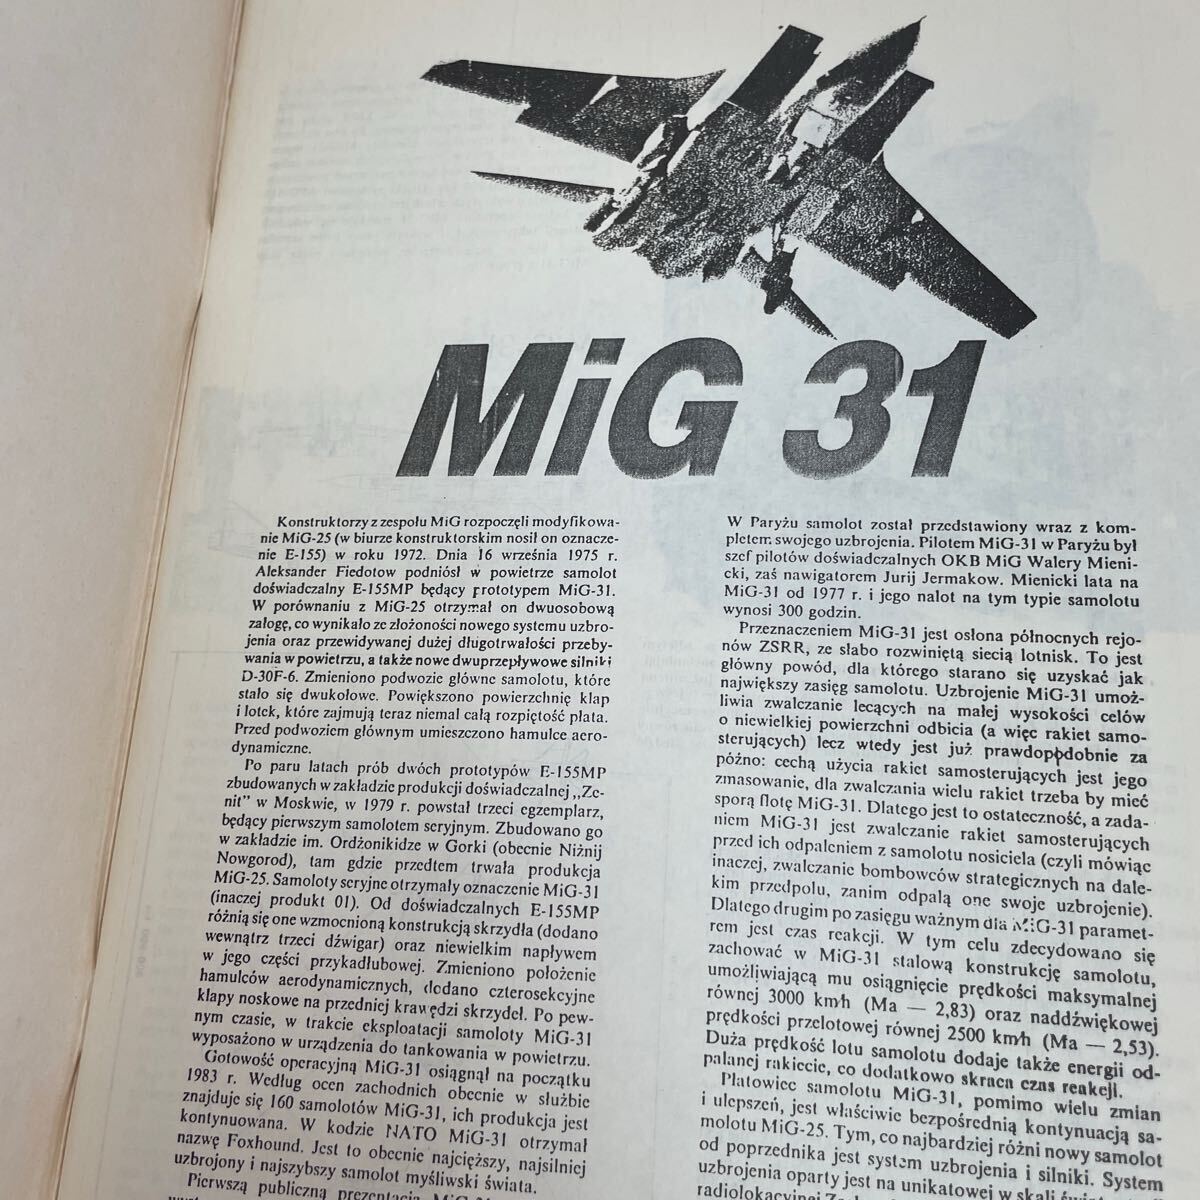 MiG 31
Konstruktorzy z zespołu MiG rozpoczęli modyfikowa-
nie MiG-25 (w biurze konstruktorskim nosił on oznacze-
nie E-155) w roku 1972. Dnia 16 września 1975 r.
Aleksander Fiedotow podniósł w powietrze samolot
doświadczalny E-155MP będący prototypem MiG-31.
W porównaniu z MiG-25 otrzymał on dwuosobową
załogę, co wynikało ze złożoności nowego systemu uzbro-
jenia oraz przewidywanej dużej długotrwałości przeby-
wania w powietrzu, a także nowe dwuprzepływowe silniki
D-30F-6. Zmieniono podwozie główne samolotu, które
stało się dwukołowe. Powiększono powierzchnię klap
i lotek, które zajmują teraz niemal całą rozpiętość płata.
Przed podwoziem głównym umieszczono hamulce aero-
dynamiczne.
Po paru latach prób dwóch prototypów E-155MP
zbudowanych w zakładzie produkcji doświadczalnej „Ze-
nit" w Moskwie, w 1979 r. powstał trzeci egzemplarz,
będący pierwszym samolotem seryjnym. Zbudowano go
w zakładzie im. Ordżonikidze w Gorki (obecnie Niżnij
Nowgorod), tam gdzie przedtem trwała produkcja
MiG-25. Samoloty seryjne otrzymały oznaczenie MiG-31
(inaczej produkt 01). Od doświadczalnych E-155MP
różnią się one wzmocnioną konstrukcją skrzydła (dodano
wewnątrz trzeci dźwigar) oraz niewielkim napływem
w jego części przykadłubowej. Zmieniono położenie
hamulców aerodynamicznych, dodano czterosekcyjne
klapy noskowe na przedniej krawędzi skrzydeł. Po pew-
nym czasie, w trakcie eksploatacji samoloty MiG-31
wyposażono w urządzenia do tankowania w powietrzu.
Gotowość operacyjną MiG-31 osiągnął na początku
1983 r. Według ocen zachodnich obecnie w służbie
znajduje się 160 samolotów MiG-31, ich produkcja jest
kontynuowana. W kodzie NATO MiG-31 otrzymał
nazwę Foxhound. Jest to obecnie najcięższy, najsilniej
uzbrojony i najszybszy samolot myśliwski świata.
Pierwszą publiczną prezentacją
W Paryżu samolot został przedstawiony wraz z kom-
pletem swojego uzbrojenia. Pilotem MiG-31 w Paryżu był
szef pilotów doświadczalnych OKB MiG Walery Mieni-
cki, zaś nawigatorem Jurij Jermakow. Mienicki lata na
MiG-31 od 1977 r. i jego nalot na tym typie samolotu
wynosi 300 godzin.
Przeznaczeniem MiG-31 jest osłona północnych rejo-
nów ZSRR, ze słabo rozwiniętą siecią lotnisk. To jest
główny powód, dla którego starano się uzyskać jak
największy zasięg samolotu. Uzbrojenie MiG-31 umoż-
liwia zwalczanie lecących na małej wysokości celów
o niewielkiej powierzchni odbicia (a więc rakiet samo-
sterujących) lecz wtedy jest już prawdopodobnie za
późno: cechą użycia rakiet samosterujących jest jego
zmasowanie, dla zwalczania wielu rakiet trzeba by mieć
sporą flotę MiG-31. Dlatego jest to ostateczność, a zada-
niem MiG-31 jest zwalczanie rakiet samosterujących
przed ich odpaleniem z samolotu nosiciela (czyli mówiąc
inaczej, zwalczanie bombowców strategicznych na dale-
kim przedpolu, zanim odpalą one swoje uzbrojenie).
Dlatego drugim po zasięgu ważnym dla MiG-31 paramet-
rem jest czas reakcji. W tym celu zdecydowano się
zachować w MiG-31 stalową konstrukcję samolotu,
umożliwiającą mu osiągnięcie prędkości maksymalnej
równej 3000 km/h (Ma — 2,83) oraz naddźwiękowej
prędkości przelotowej równej 2500 km/h (Ma — 2,53).
Duża prędkość lotu samolotu dodaje także energii od-
palanej rakiecie, co dodatkowo skraca czas reakcji.
Płatowiec samolotu MiG-31, pomimo wielu zmian
i ulepszeń, jest właściwie bezpośrednią kontynuacją sa-
molotu MiG-25. Tym, co najbardziej różni nowy samolot
od poprzednika jest system uzbrojenia i silniki. System
uzbrojenia oparty jest na unikatowej w skali
radiolokacyjnej